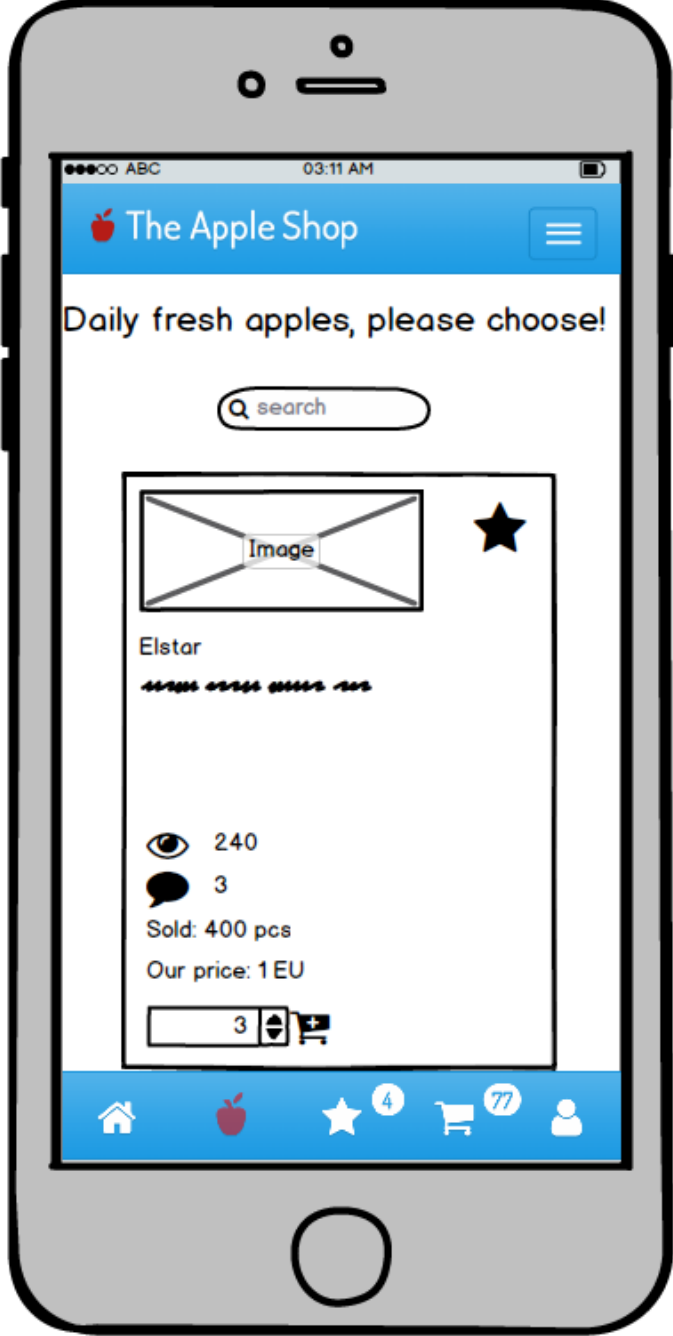 ABC 03:11 AM
The Apple Shop
Daily fresh apples, please choose!
search
Image
Elstar
240
3
Sold: 400 pcs
Our price: 1 EU
3
4 77